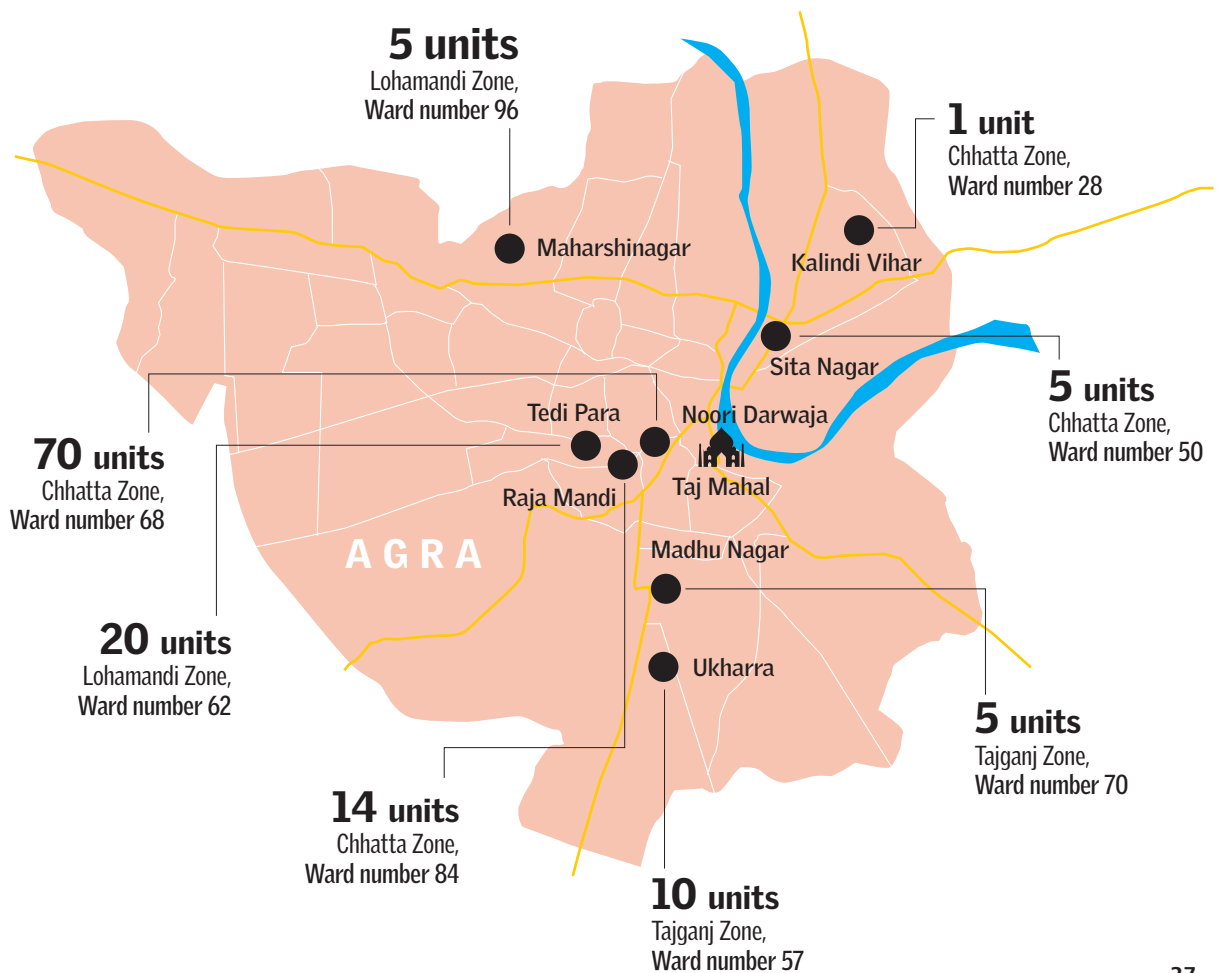 5 units
Lohamandi Zone,
Ward number 96
1 unit
Chhatta Zone,
Ward number 28
Maharshinagar
Kalindi Vihar
Sita Nagar
5 units
Chhatta Zone,
Ward number 50
Tedi Para
Noori Darwaja
70 units
Chhatta Zone,
Ward number 68
Raja Mandi
Taj Mahal
AGRA
Madhu Nagar
20 units
Lohamandi Zone,
Ward number 62
Ukharra
5 units
Tajganj Zone,
Ward number 70
14 units
Chhatta Zone,
Ward number 84
10 units
Tajganj Zone,
Ward number 57